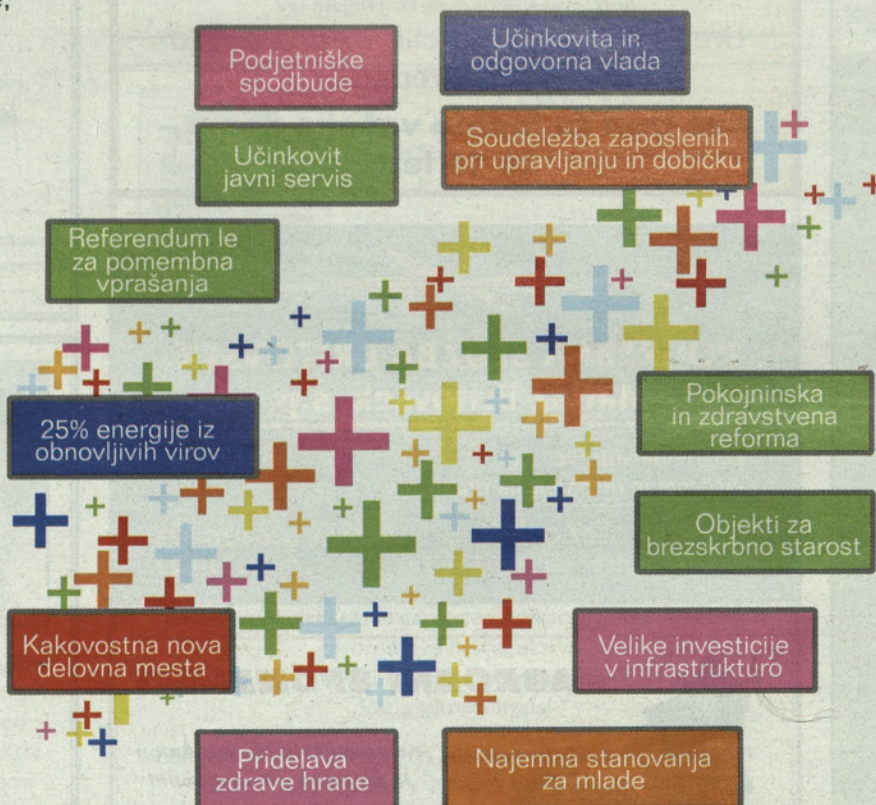 Podjetniške
spodbude
Učinkovita in
odgovorna vlada
Učinkovit
javni servis
Soudeležba zaposlenih
pri upravljanju in dobičku
Referendum le
za pomembna
vprašanja
Pokojninska
in zdravstvena
reforma
25% energije iz
obnovljivih virov
Objekti za
brezskrbno starost
Kakovostna nova
delovna mesta
Velike investicije
v infrastrukturo
Pridelava
zdrave hrane
Najemna stanovanja
za mlade